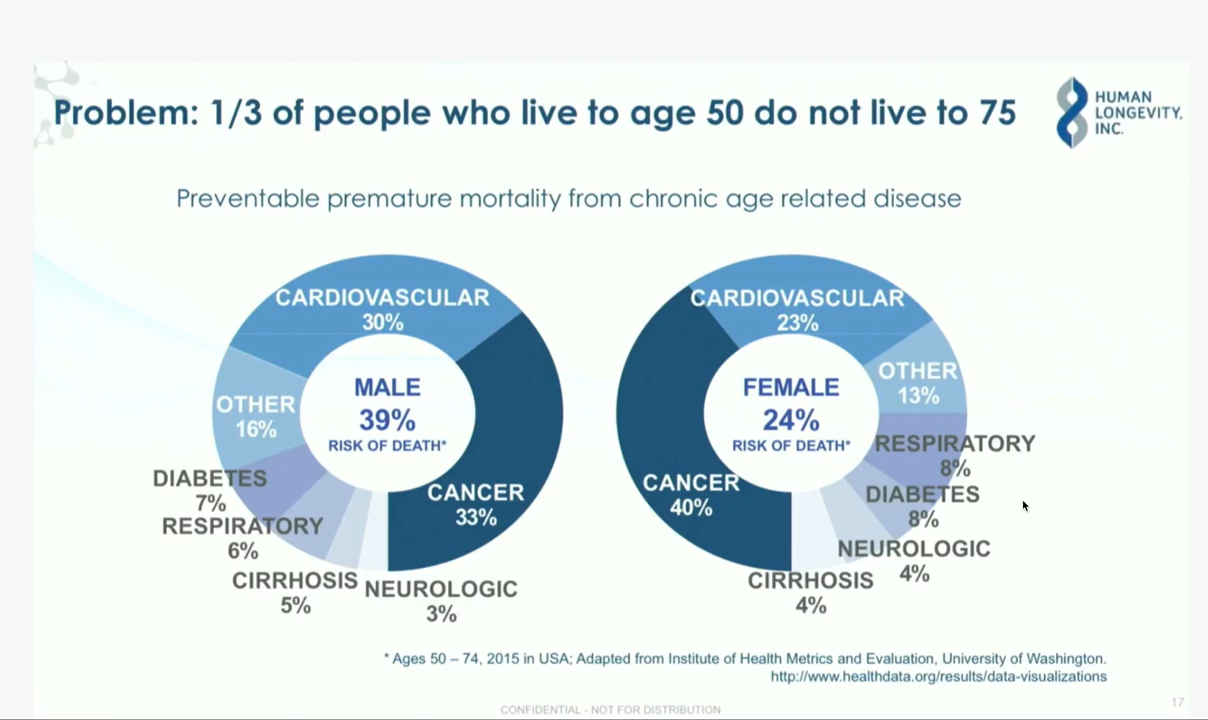 Problem: 1/3 of people who live to age 50 do not live to 75
HUMAN
LONGEVITY,
INC.
Preventable premature mortality from chronic age related disease
CARDIOVASCULAR
30%
MALE
39%
RISK OF DEATH*
OTHER
16%
DIABETES
7%
RESPIRATORY
6%
CIRRHOSIS
5%
NEUROLOGIC
3%
CANCER
33%
CARDIOVASCULAR
23%
FEMALE
24%
RISK OF DEATH*
OTHER
13%
RESPIRATORY
8%
DIABETES
8%
NEUROLOGIC
4%
CIRRHOSIS
4%
CANCER
40%
* Ages 50 – 74, 2015 in USA; Adapted from Institute of Health Metrics and Evaluation, University of Washington.
http://www.healthdata.org/results/data-visualizations
CONFIDENTIAL - NOT FOR DISTRIBUTION
17